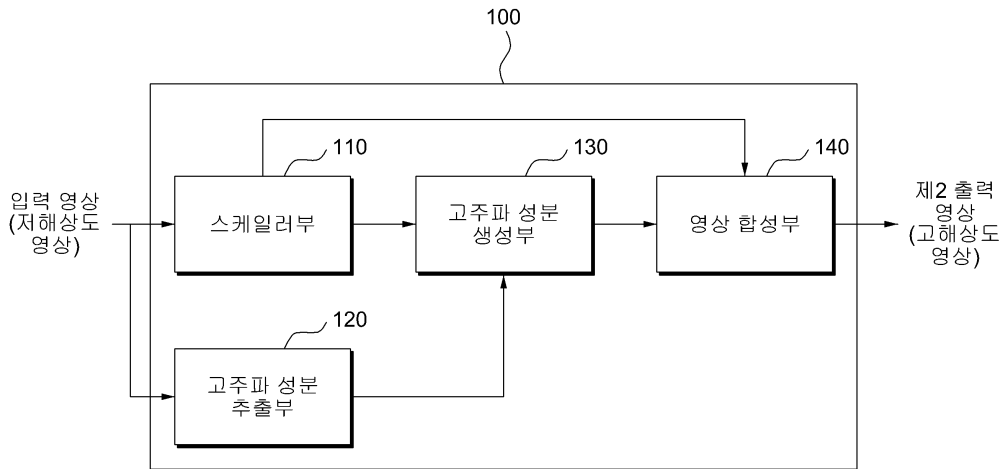 100
110
130
140
입력 영상
(저해상도
영상)
스케일러부
고주파 성분
생성부
영상 합성부
제2 출력
영상
(고해상도
영상)
120
고주파 성분
추출부